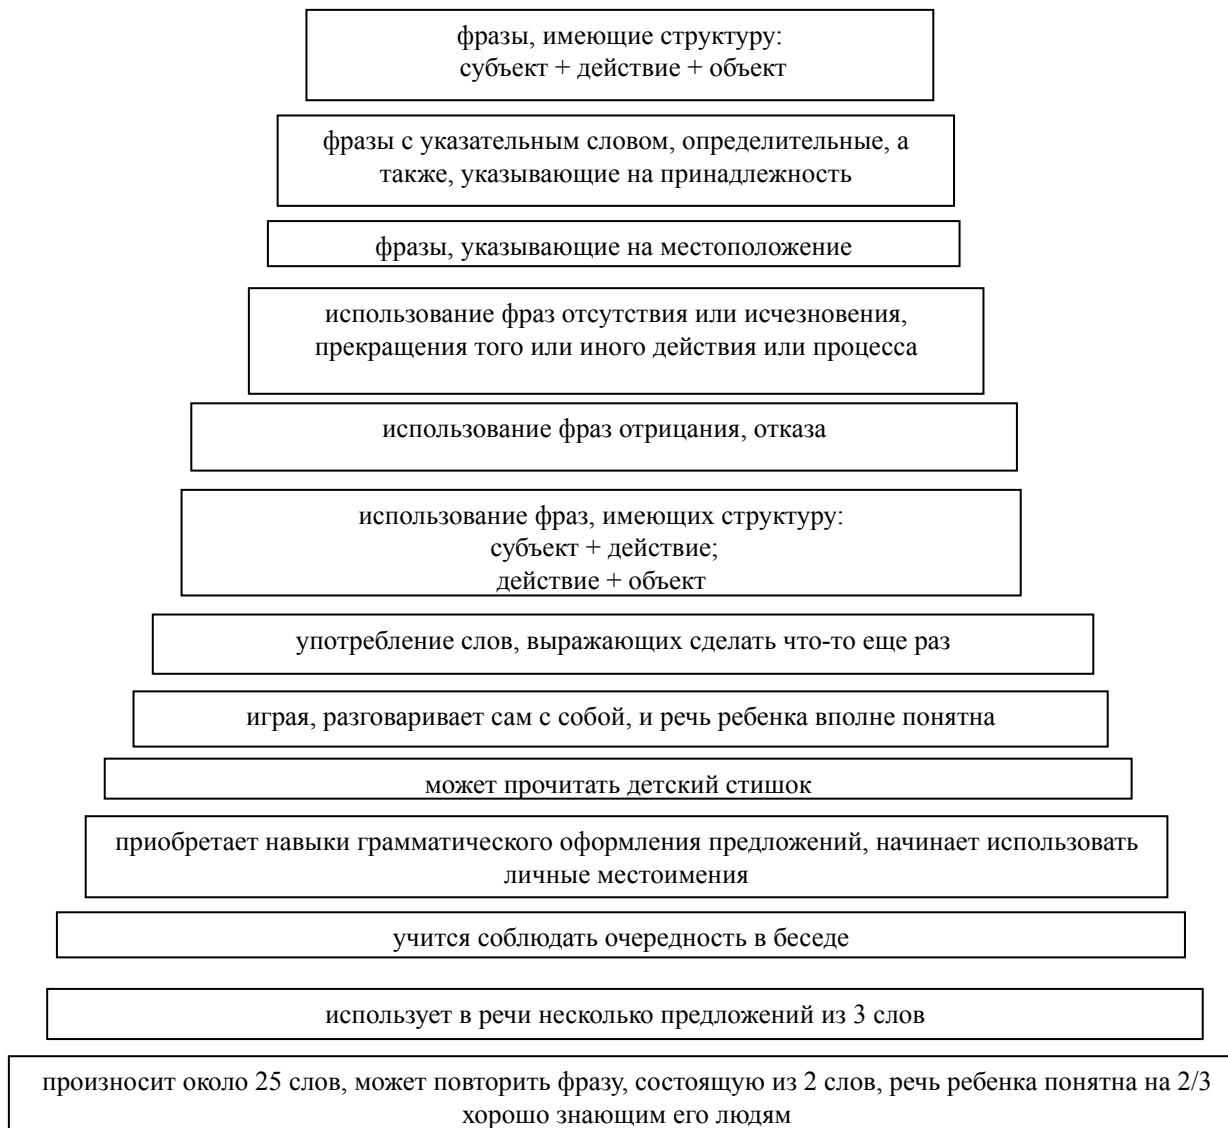 фразы, имеющие структуру:
субъект + действие + объект
фразы с указательным словом, определительные, а
также, указывающие на принадлежность
фразы, указывающие на местоположение
использование фраз отсутствия или исчезновения,
прекращения того или иного действия или процесса
использование фраз отрицания, отказа
использование фраз, имеющих структуру:
субъект + действие;
действие + объект
употребление слов, выражающих сделать что-то еще раз
играя, разговаривает сам с собой, и речь ребенка вполне понятна
может прочитать детский стишок
приобретает навыки грамматического оформления предложений, начинает использовать
личные местоимения
учится соблюдать очередность в беседе
использует в речи несколько предложений из 3 слов
произносит около 25 слов, может повторить фразу, состоящую из 2 слов, речь ребенка понятна на 2/3
хорошо знающим его людям